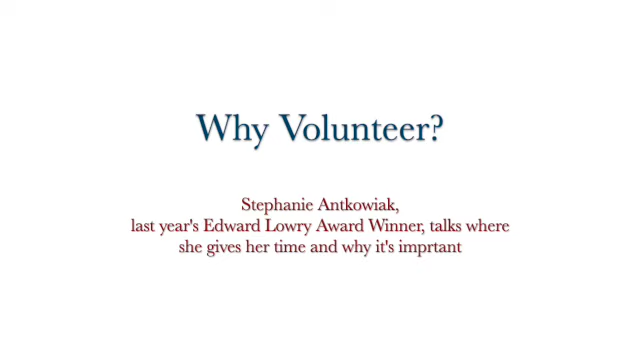 Why Volunteer?
Stephanie Antkowiak,
last year's Edward Lowry Award Winner, talks where
she gives her time and why it's imprtant